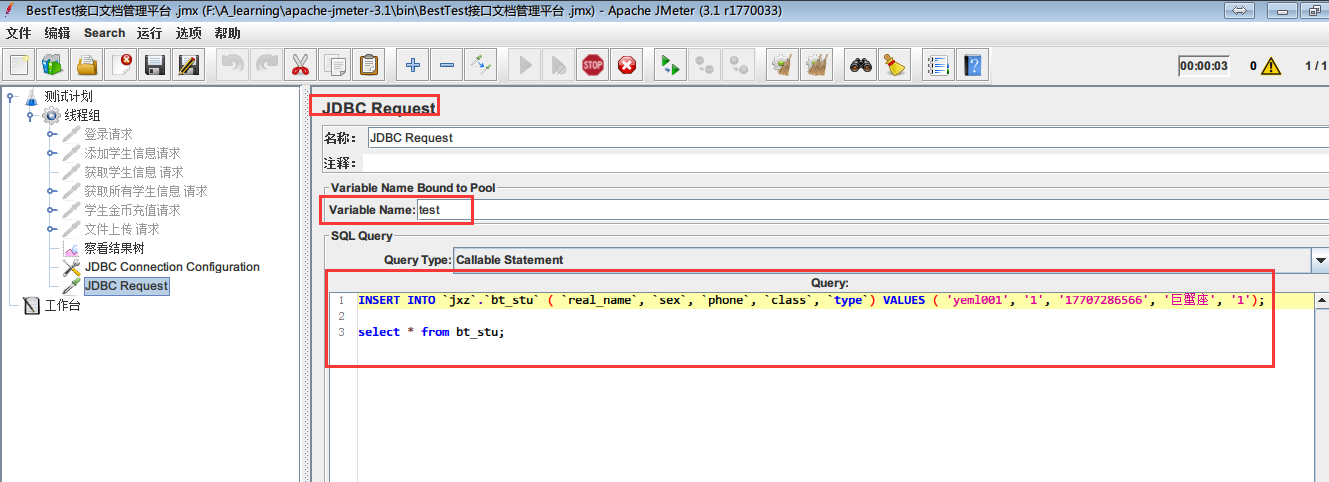 BestTest接口文档管理平台 .jmx (F:\A_learning\apache-jmeter-3.1\bin\BestTest接口文档管理平台 .jmx) - Apache JMeter (3.1 r1770033)
文件 编辑 Search 运行 选项 帮助
STOP 00:00:03 0 1 / 1
测试计划
线程组
登录请求
添加学生信息请求
获取学生信息 请求
获取所有学生信息 请求
学生金币充值请求
文件上传 请求
察看结果树
JDBC Connection Configuration
JDBC Request
工作台
JDBC Request
名称： JDBC Request
注释：
Variable Name Bound to Pool
Variable Name: test
SQL Query
Query Type: Callable Statement
Query:
1 INSERT INTO `jxz`.`bt_stu` ( `real_name`, `sex`, `phone`, `class`, `type`) VALUES ( 'yeml001', '1', '17707286566', '巨蟹座', '1');
2
3 select * from bt_stu;